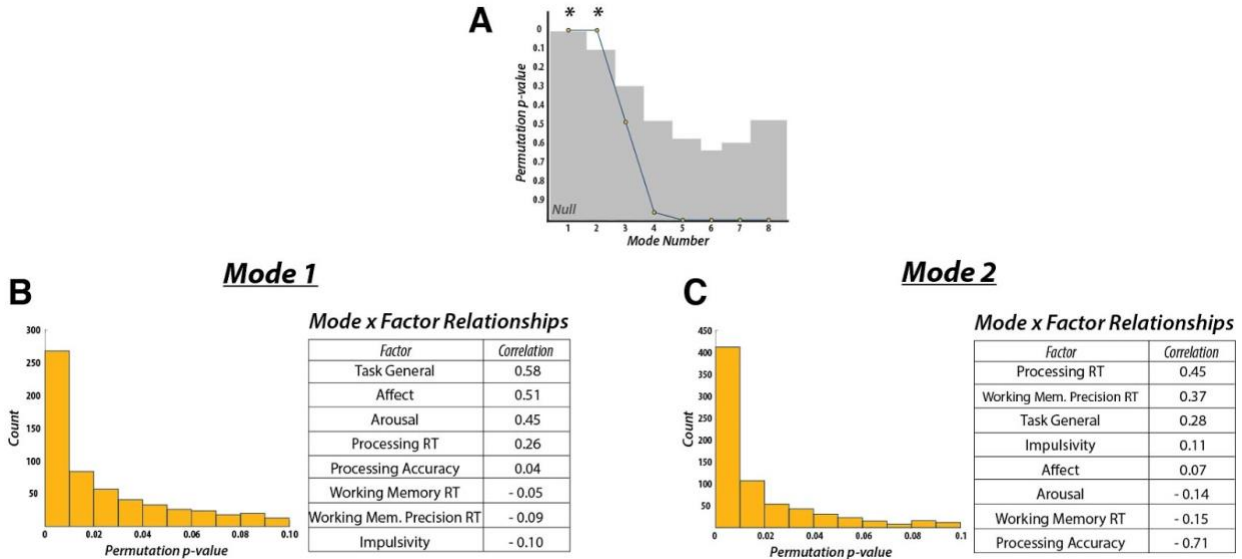 A
* *
Permutation p-value
0
0.1
0.2
0.3
0.4
0.5
0.6
0.7
0.8
0.9
Null
1 2 3 4 5 6 7 8
Mode Number
Mode 1
B
300
250
200
150
100
50
Count
0 0.02 0.04 0.06 0.08 0.10
Permutation p-value
Mode x Factor Relationships
Factor Correlation
Task General 0.58
Affect 0.51
Arousal 0.45
Processing RT 0.26
Processing Accuracy 0.04
Working Memory RT - 0.05
Working Mem. Precision RT - 0.09
Impulsivity - 0.10
Mode 2
C
450
400
350
300
250
200
150
100
50
Count
0 0.02 0.04 0.06 0.08 0.1
Permutation p-value
Mode x Factor Relationships
Factor Correlation
Processing RT 0.45
Working Mem. Precision RT 0.37
Task General 0.28
Impulsivity 0.11
Affect 0.07
Arousal - 0.14
Working Memory RT - 0.15
Processing Accuracy - 0.71